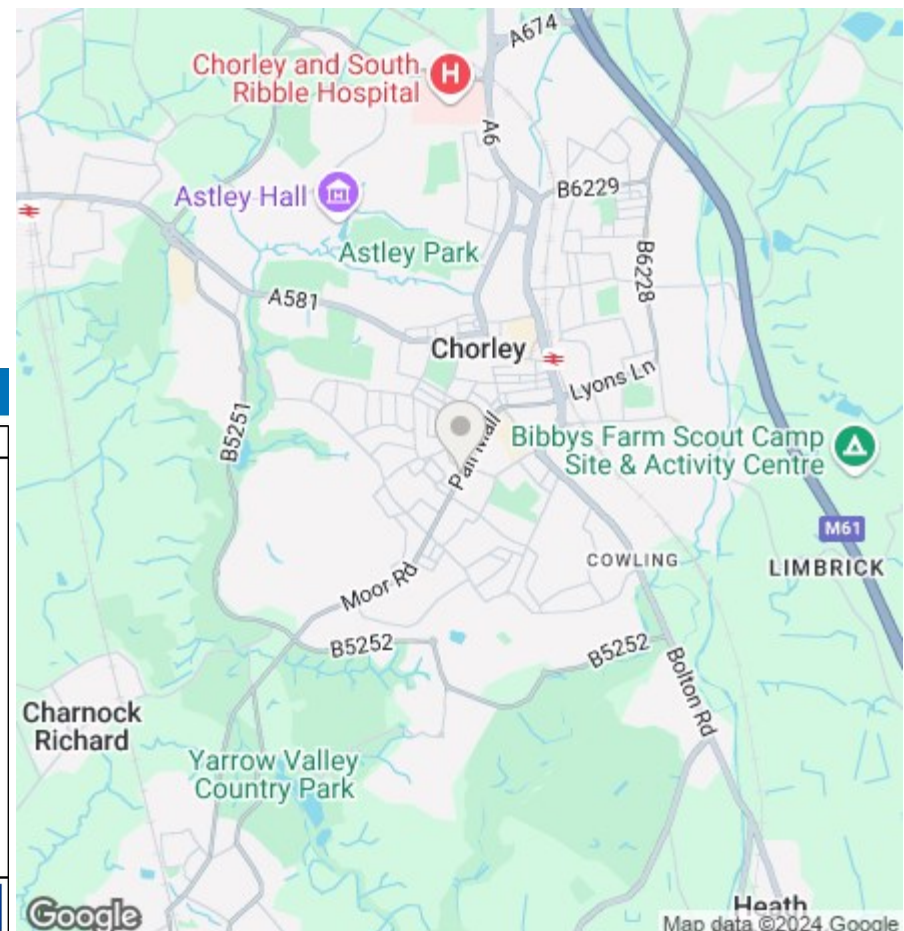 A674
Chorley and South
Ribble Hospital
H
A6
B6229
Astley Hall
Astley Park
B6228
A581
Chorley
Lyons Ln
B5251
Pall Mall
Bibbys Farm Scout Camp
Site & Activity Centre
M61
COWLING
LIMBRICK
Moor Rd
B5252
B5252
Bolton Rd
Charnock
Richard
Yarrow Valley
Country Park
Heath
Google
Map data ©2024 Google